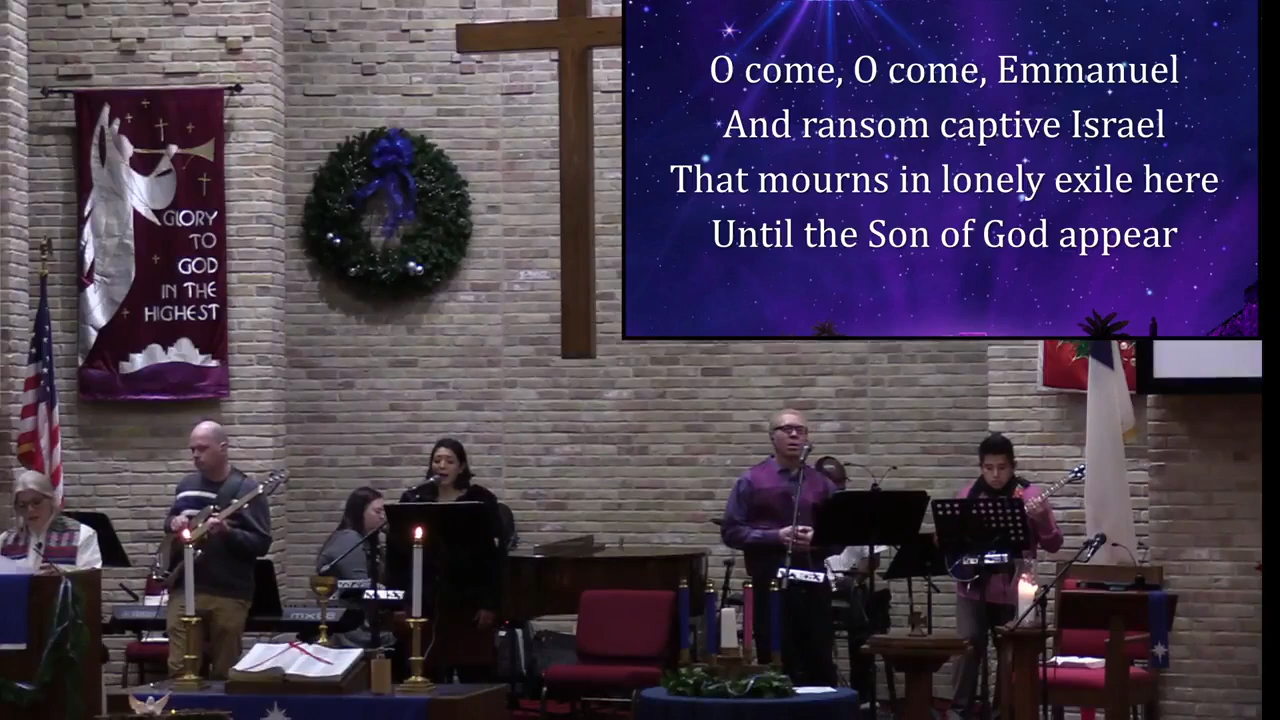 O come, O come, Emmanuel
And ransom captive Israel
That mourns in lonely exile here
Until the Son of God appear
GLORY
TO
GOD
IN THE
HIGHEST